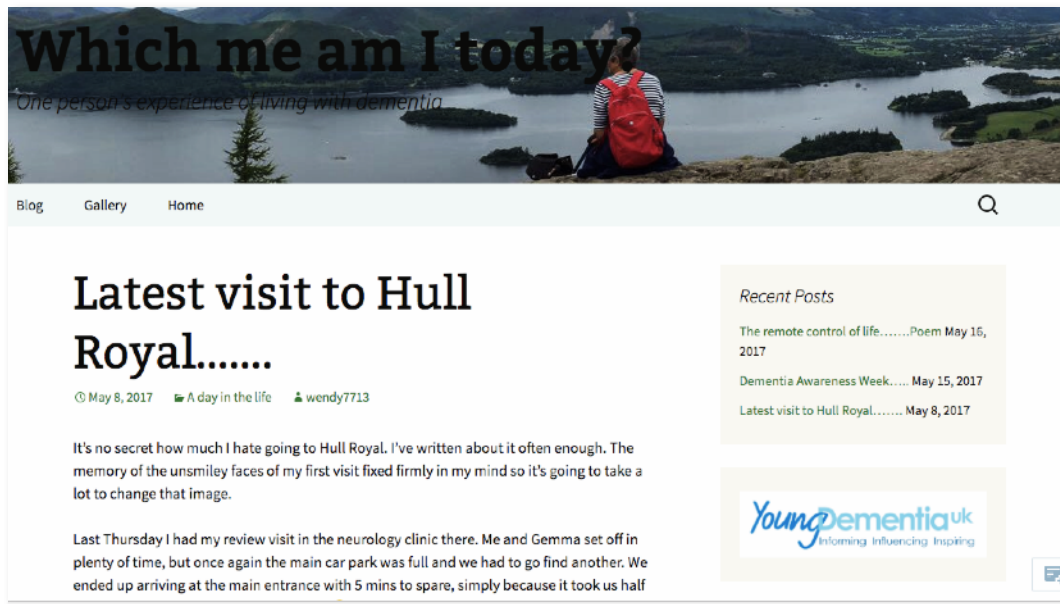 Which me am I today?
One person's experience of living with dementia
Blog Gallery Home
Latest visit to Hull
Royal.......
May 8, 2017 A day in the life wendy7713
It's no secret how much I hate going to Hull Royal. I've written about it often enough. The
memory of the unsmiley faces of my first visit fixed firmly in my mind so it's going to take a
lot to change that image.
Last Thursday I had my review visit in the neurology clinic there. Me and Gemma set off in
plenty of time, but once again the main car park was full and we had to go find another. We
ended up arriving at the main entrance with 5 mins to spare, simply because it took us half
Recent Posts
The remote control of life.......Poem May 16,
2017
Dementia Awareness Week..... May 15, 2017
Latest visit to Hull Royal....... May 8, 2017
YoungDementia uk
Informing Influencing Inspiring